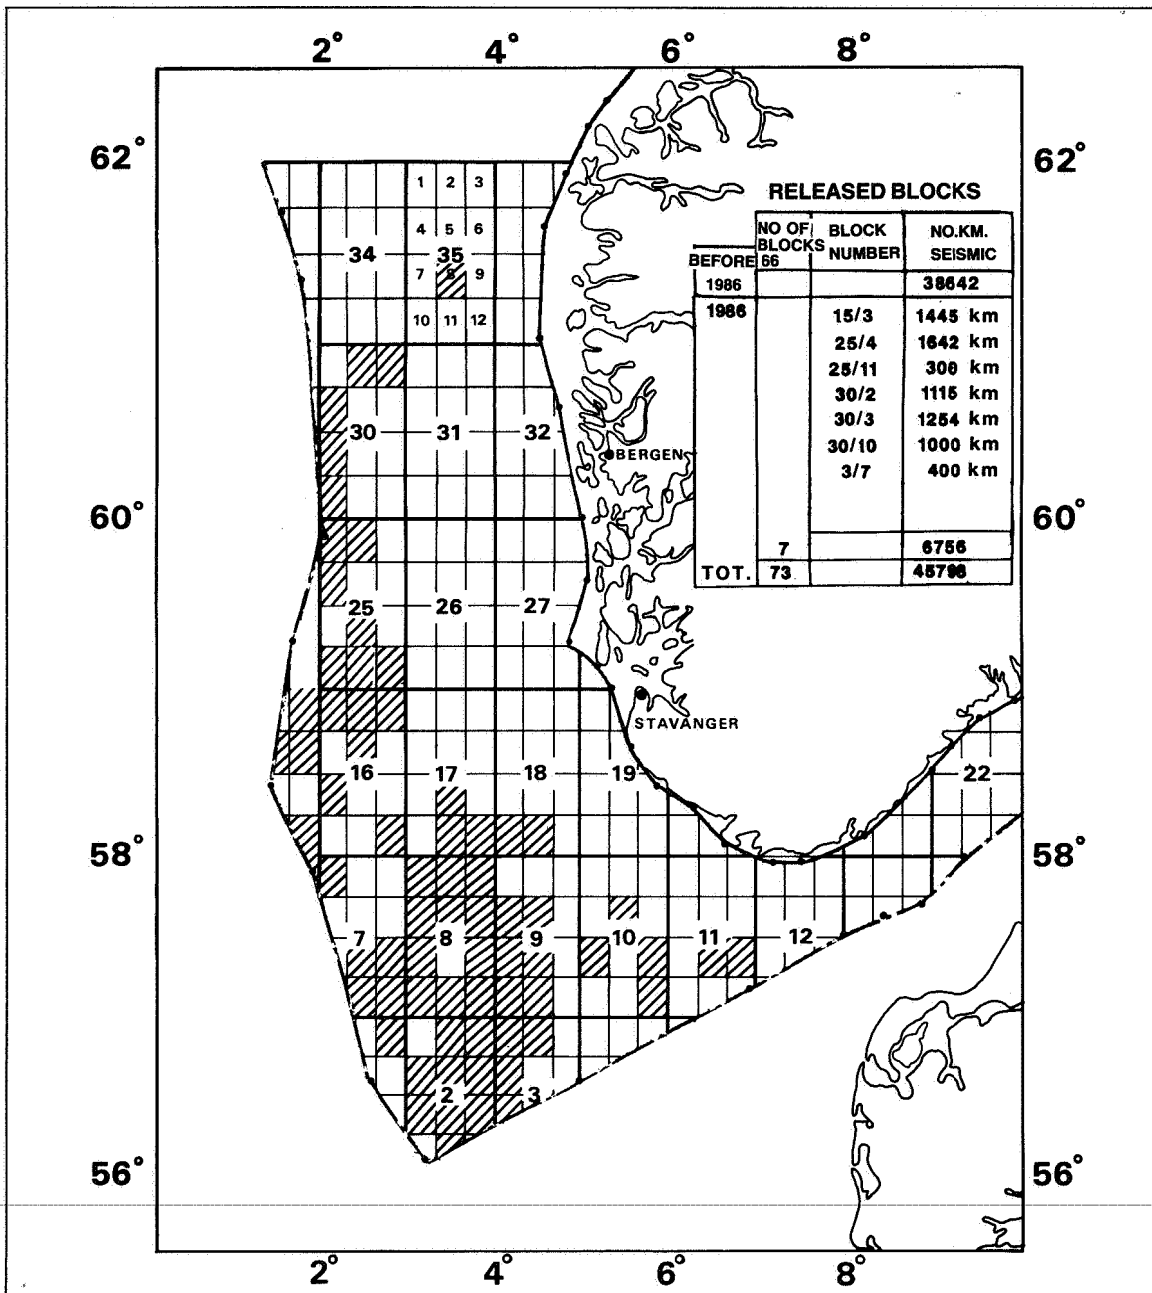 2° 4° 6° 8°
62° 62°
RELEASED BLOCKS
NO OF BLOCKS BLOCK NUMBER NO.KM. SEISMIC
BEFORE 1986 66 38642
1986 15/3 1445 km
25/4 1642 km
25/11 300 km
30/2 1115 km
30/3 1254 km
30/10 1000 km
3/7 400 km
7 6756
TOT. 73
1 2 3
4 5 6
34 35
7 8 9
10 11 12
30 31 32
BERGEN
60° 60°
25 26 27
STAVANGER
16 17 18 19 22
58° 58°
7 8 9 10 11 12
2 3
56° 56°
2° 4° 6° 8°